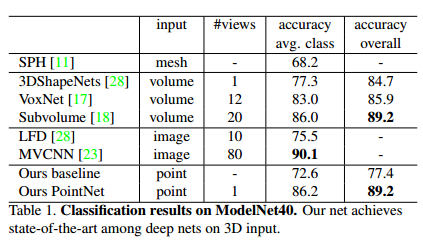 input #views accuracy accuracy
avg. class overall
SPH [11] mesh - 68.2 -
3DShapeNets [28] volume 1 77.3 84.7
VoxNet [17] volume 12 83.0 85.9
Subvolume [18] volume 20 86.0 89.2
LFD [28] image 10 75.5 -
MVCNN [23] image 80 90.1 -
Ours baseline point - 72.6 77.4
Ours PointNet point 1 86.2 89.2
Table 1. Classification results on ModelNet40. Our net achieves
state-of-the-art among deep nets on 3D input.